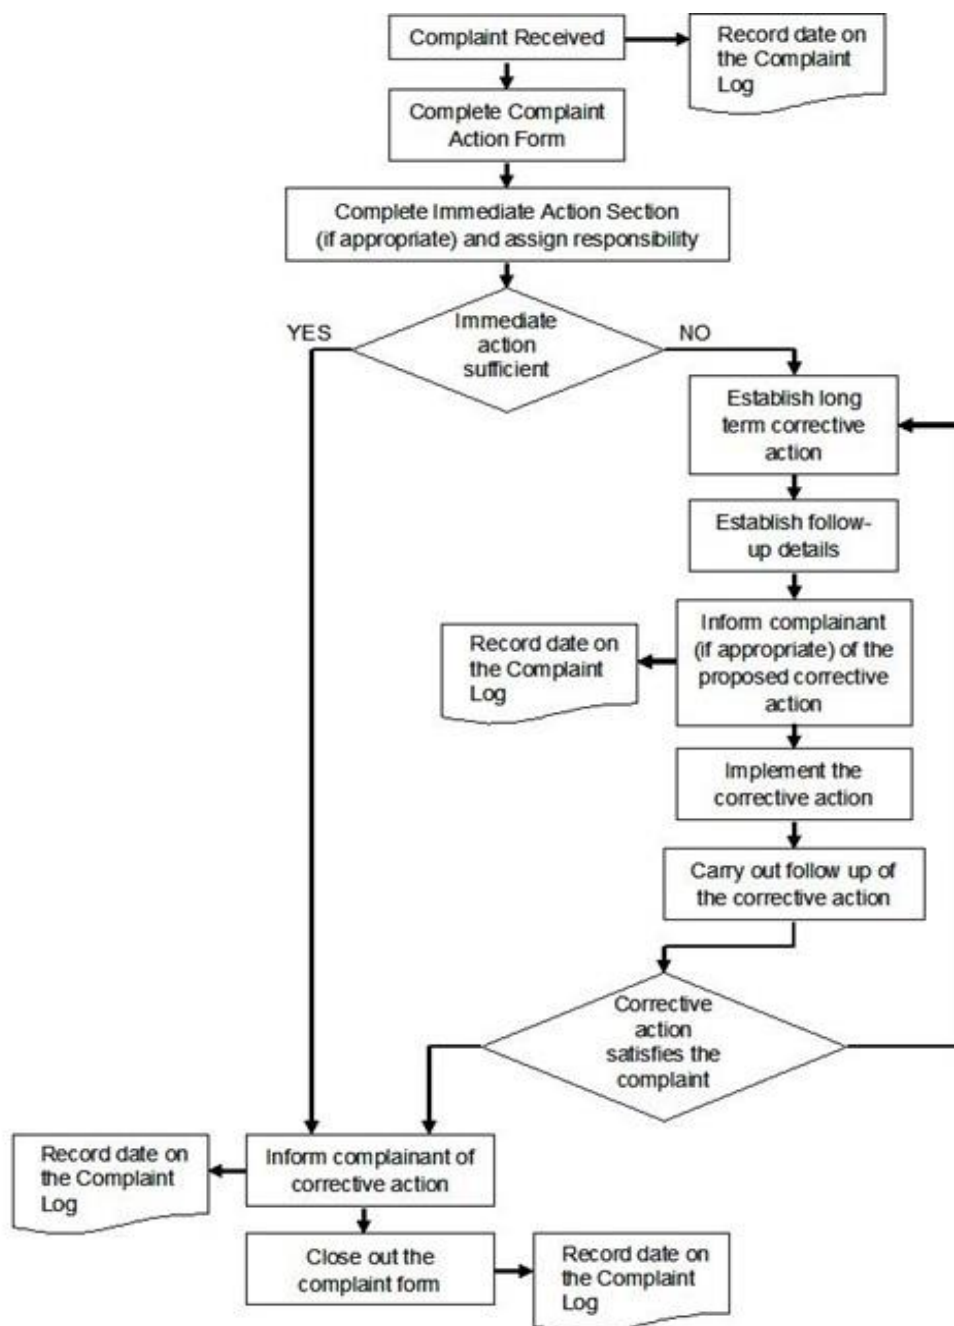 Complaint Received
Record date on
the Complaint
Log
Complete Complaint
Action Form
Complete Immediate Action Section
(if appropriate) and assign responsibility
YES
Immediate
action
sufficient
NO
Establish long
term corrective
action
Establish follow-
up details
Inform complainant
(if appropriate) of the
proposed corrective
action
Record date on
the Complaint
Log
Implement the
corrective action
Carry out follow up of
the corrective action
Corrective
action
satisfies the
complaint
Record date on
the Complaint
Log
Inform complainant of
corrective action
Close out the
complaint form
Record date on
the Complaint
Log